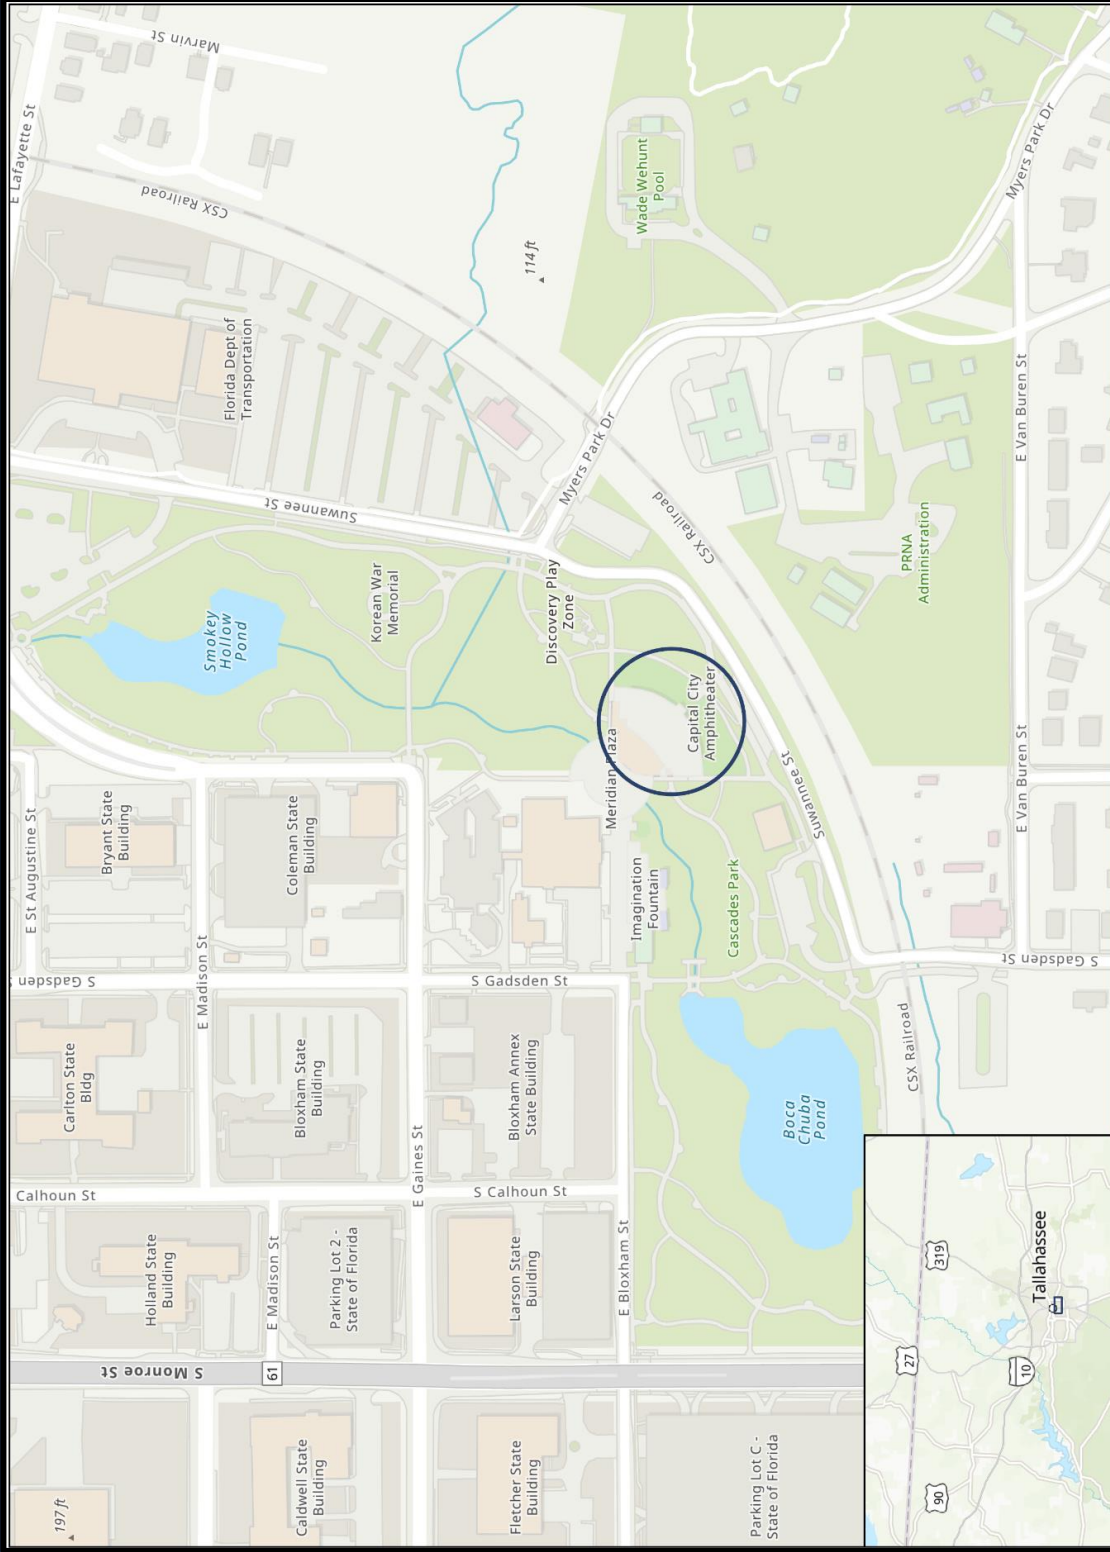 E Lafayette St
Marvin St
CSX Railroad
Florida Dept of
Transportation
Suwannee St
114 ft
Wade Wehunt
Pool
Myers Park Dr
Myers Park Dr
E Van Buren St
PRNA
Administration
CSX Railroad
Smokey
Hollow
Pond
Korean War
Memorial
Discovery Play
Zone
Capital City
Amphitheater
Meridian Plaza
Suwannee St
E Van Buren St
E St Augustine St
Bryant State
Building
Coleman State
Building
E Madison St
Imagination
Fountain
Cascades Park
S Gadsden St
S Gadsden St
S Gadsden St
Carlton State
Bldg
Bloxham State
Building
Bloxham Annex
State Building
CSX Railroad
Boca
Chuba
Pond
Calhoun St
E Gaines St
S Calhoun St
Holland State
Building
E Madison St
Parking Lot 2 -
State of Florida
Larson State
Building
E Bloxham St
S Monroe St
61
197 ft
Caldwell State
Building
Fletcher State
Building
Parking Lot C -
State of Florida
Tallahassee
319
27
10
90